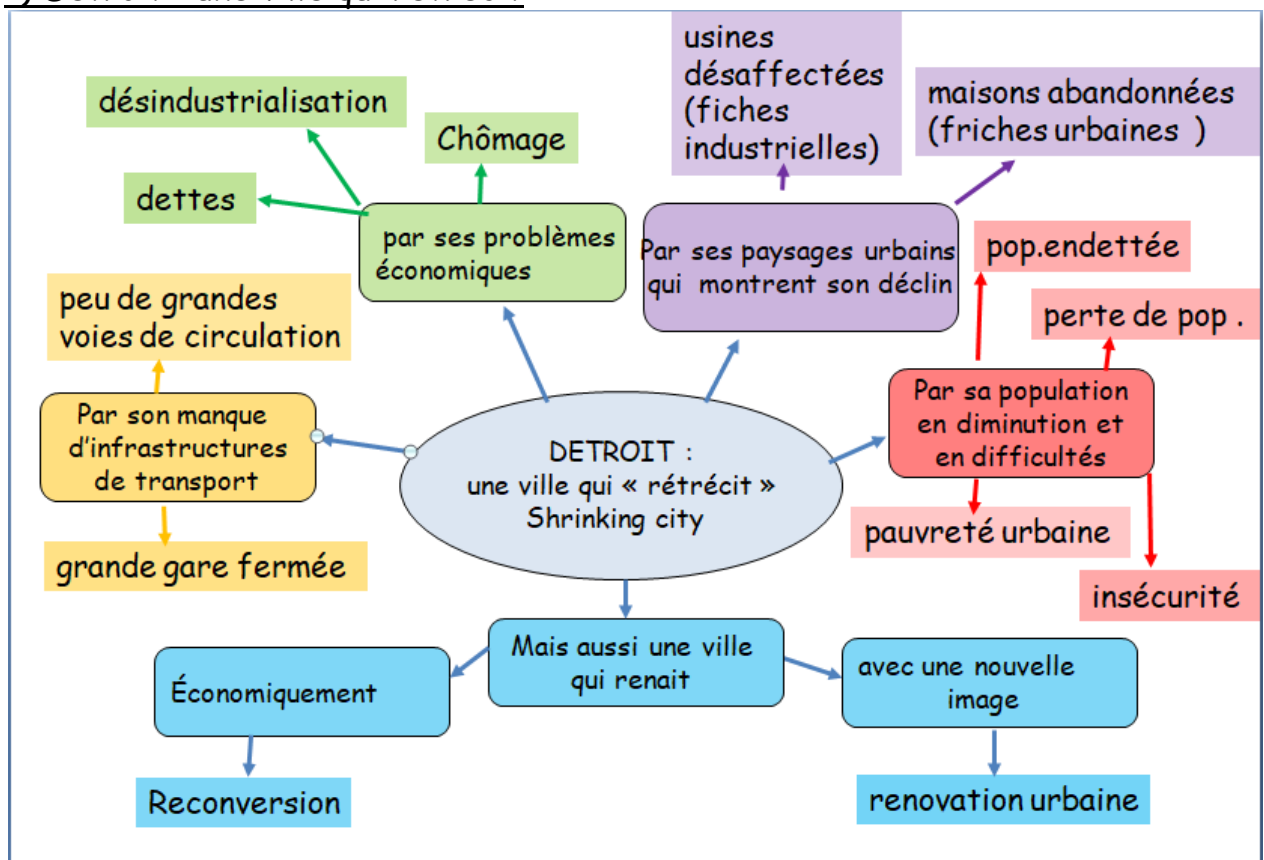 usines
désaffectées
(fiches
industrielles)
maisons abandonnées
(friches urbaines )
désindustrialisation
Chômage
dettes
par ses problèmes
économiques
Par ses paysages urbains
qui montrent son déclin
pop.endettée
perte de pop .
peu de grandes
voies de circulation
Par son manque
d'infrastructures
de transport
Par sa population
en diminution et
en difficultés
DETROIT :
une ville qui « rétrécit »
Shrinking city
pauvreté urbaine
grande gare fermée
insécurité
Mais aussi une ville
qui renait
Économiquement
avec une nouvelle
image
Reconversion
renovation urbaine